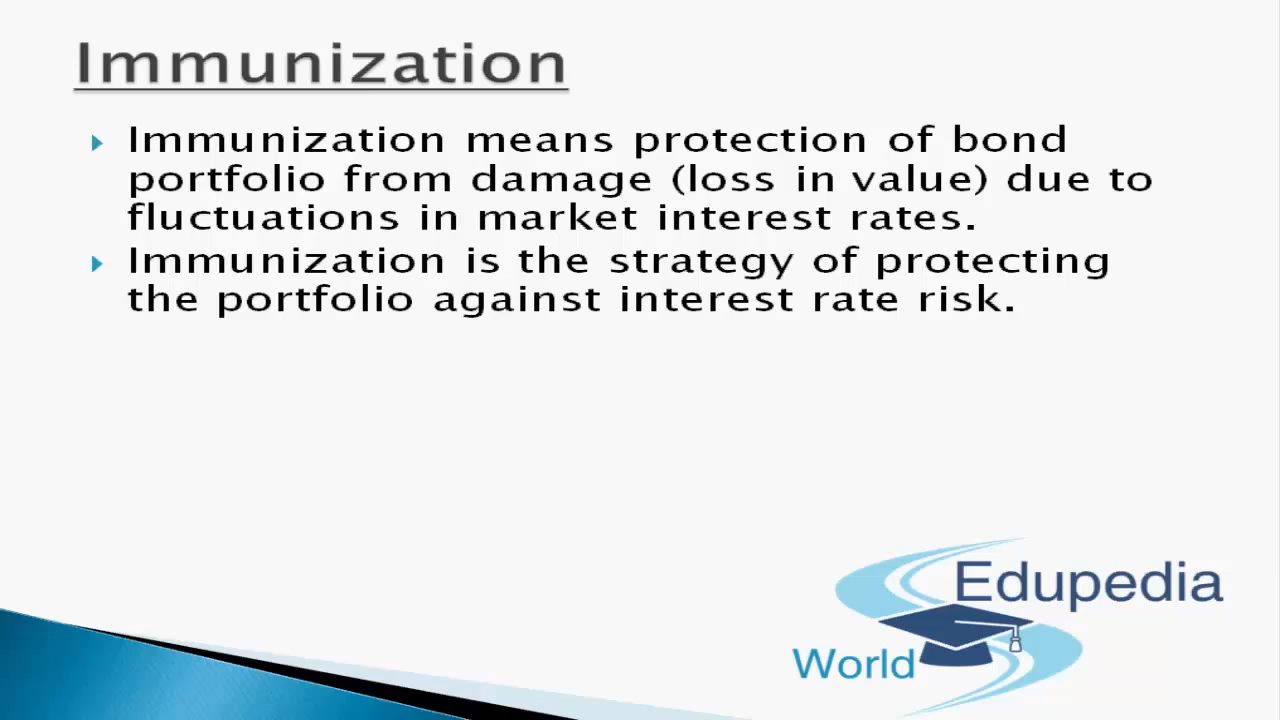 Immunization
Immunization means protection of bond
portfolio from damage (loss in value) due to
fluctuations in market interest rates.
Immunization is the strategy of protecting
the portfolio against interest rate risk.
Edupedia
World